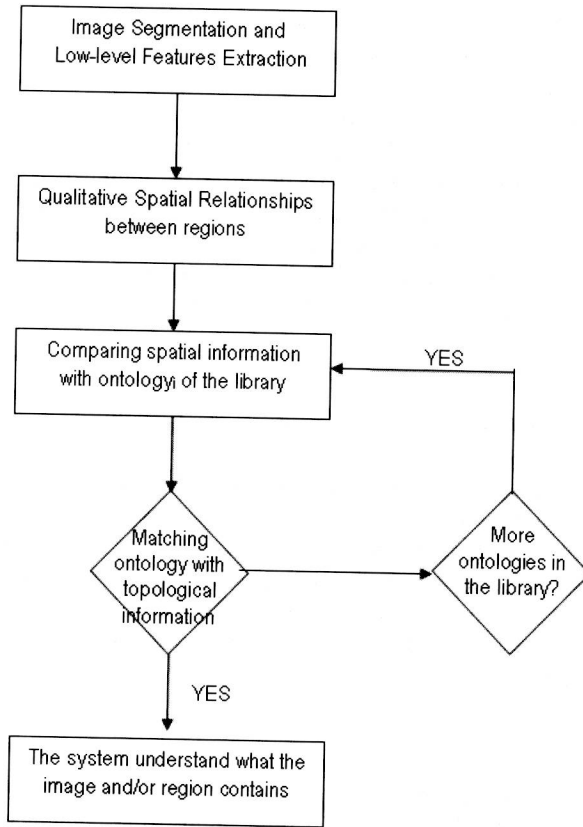 Image Segmentation and
Low-level Features Extraction
Qualitative Spatial Relationships
between regions
Comparing spatial information
with ontologyi of the library
YES
Matching
ontology with
topological
information
More
ontologies in
the library?
YES
The system understand what the
image and/or region contains